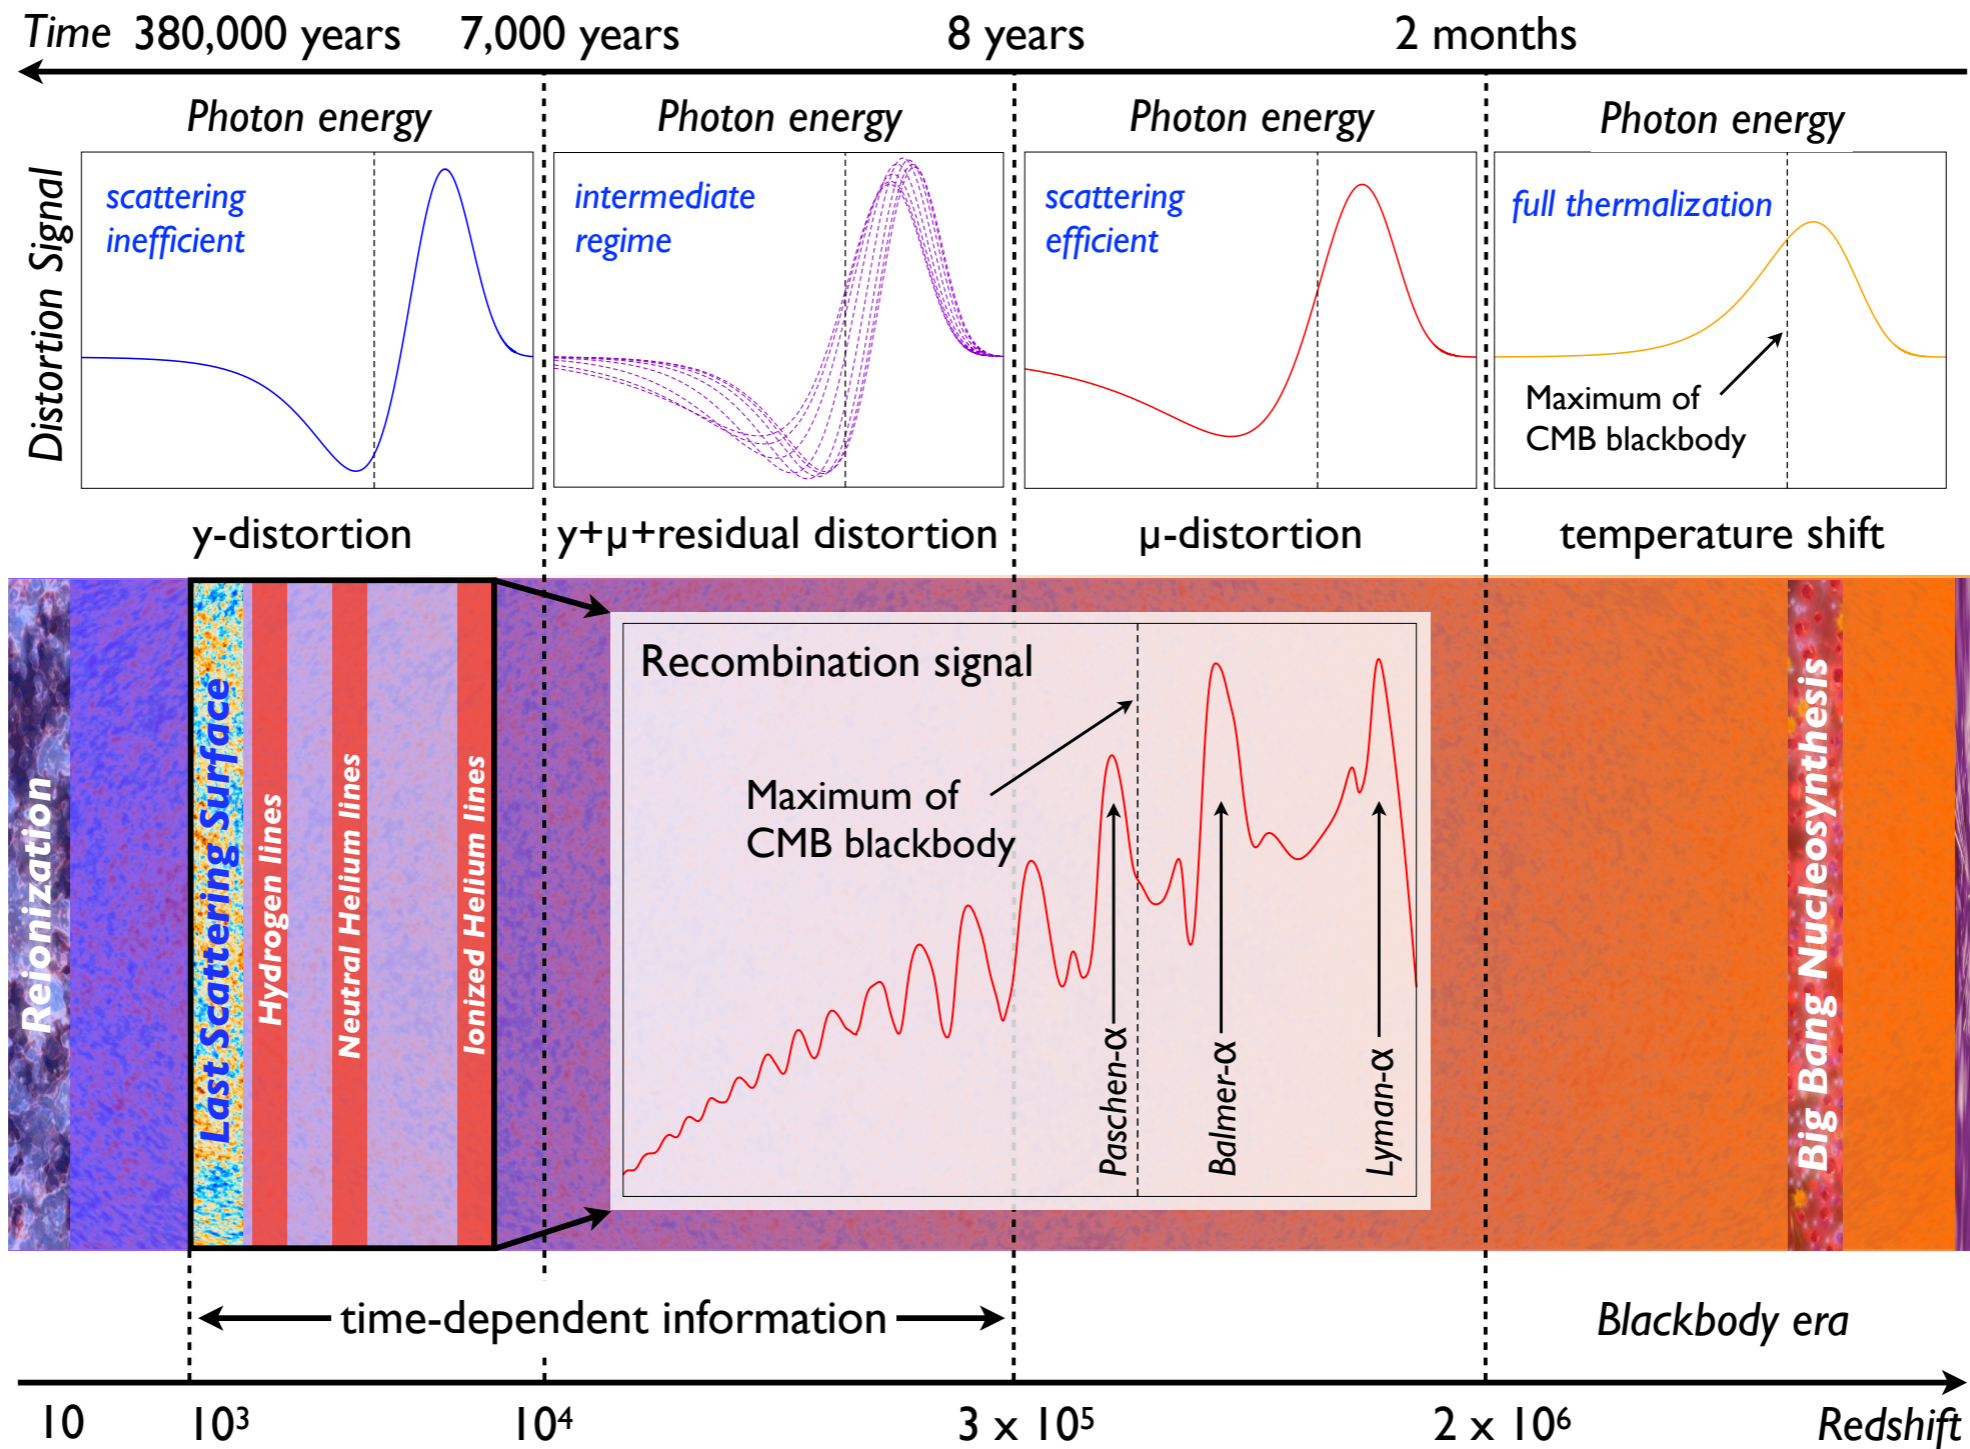 Time 380,000 years 7,000 years 8 years 2 months
Photon energy Photon energy Photon energy Photon energy
Distortion Signal
scattering
inefficient
intermediate
regime
scattering
efficient
full thermalization
Maximum of
CMB blackbody
y-distortion y+μ+residual distortion μ-distortion temperature shift
Reionization
Last Scattering Surface
Hydrogen lines
Neutral Helium lines
Ionized Helium lines
Recombination signal
Maximum of
CMB blackbody
Paschen-α
Balmer-α
Lyman-α
Big Bang Nucleosynthesis
time-dependent information
Blackbody era
10 10³ 10⁴ 3 x 10⁵ 2 x 10⁶ Redshift